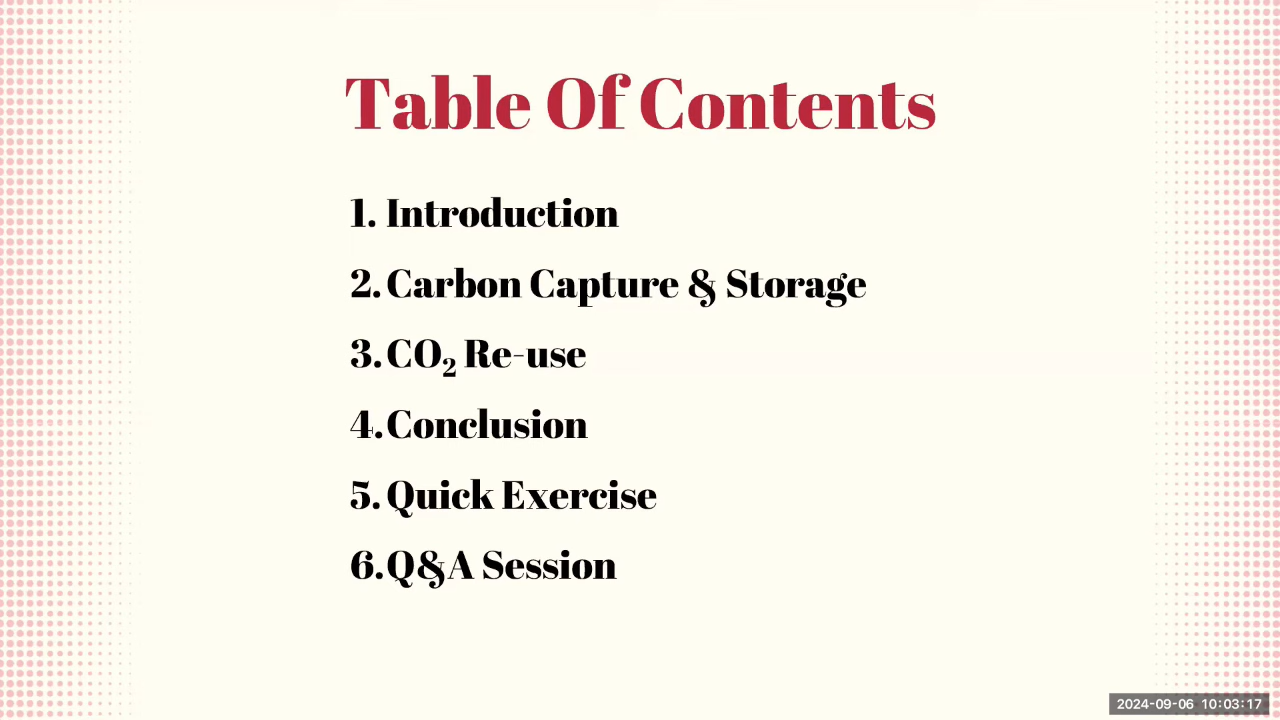 Table Of Contents
1. Introduction
2. Carbon Capture & Storage
3. CO₂ Re-use
4. Conclusion
5. Quick Exercise
6. Q&A Session
2024-09-06 10:03:17